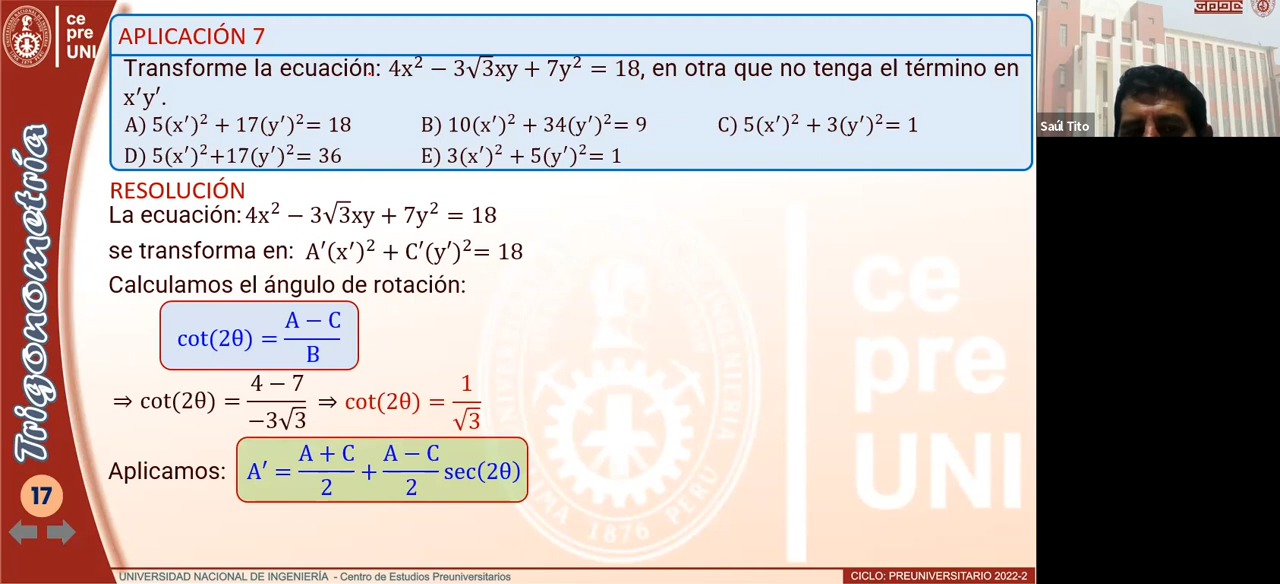 ce
pre
UNI
APLICACIÓN 7
Transforme la ecuación: 4x² − 3√3xy + 7y² = 18, en otra que no tenga el término en
x′y′.
A) 5(x′)² + 17(y′)²= 18 B) 10(x′)² + 34(y′)²= 9 C) 5(x′)² + 3(y′)²= 1
D) 5(x′)²+17(y′)²= 36 E) 3(x′)² + 5(y′)²= 1
RESOLUCIÓN
La ecuación: 4x² − 3√3xy + 7y² = 18
se transforma en: A′(x′)² + C′(y′)²= 18
Calculamos el ángulo de rotación:
cot(2θ) = (A − C)/B
⇒ cot(2θ) = (4 − 7)/(−3√3) ⇒ cot(2θ) = 1/√3
Aplicamos: A′ = (A + C)/2 + (A − C)/2 sec(2θ)
Trigonometría
17
ce
pre
UNI
1876
UNIVERSIDAD NACIONAL DE INGENIERÍA - Centro de Estudios Preuniversitarios
CICLO: PREUNIVERSITARIO 2022-2
Saúl Tito